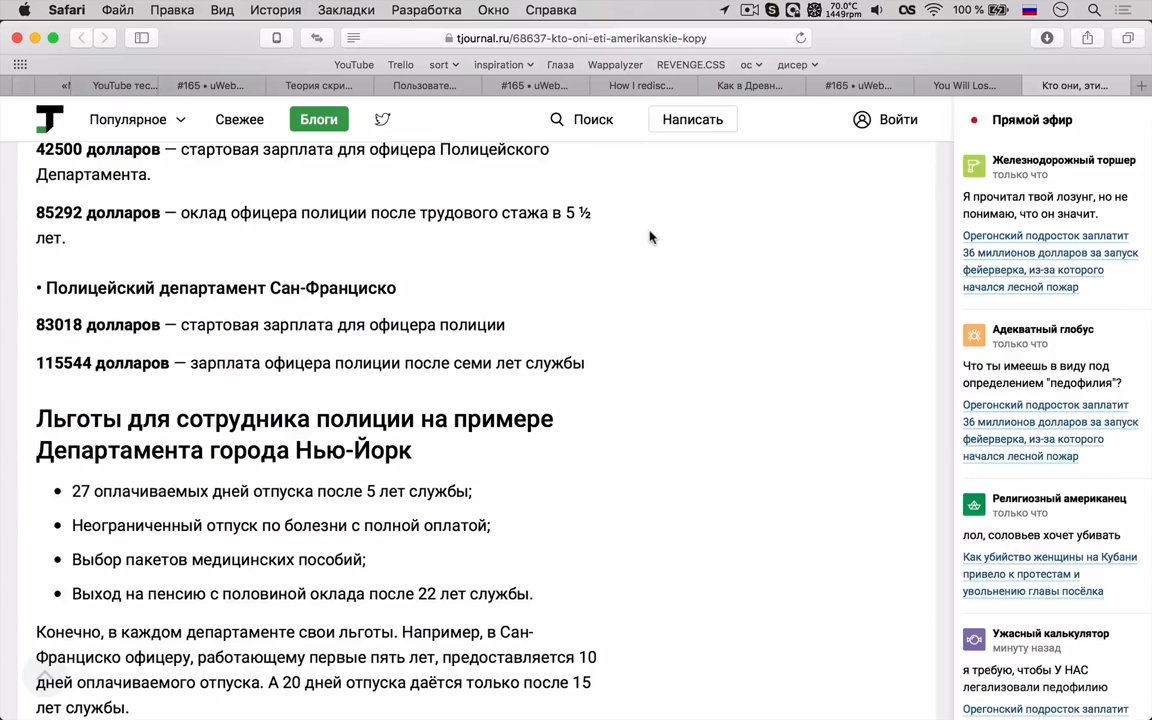 Safari Файл Правка Вид История Закладки Разработка Окно Справка 70.0°C 1449rpm 100 %
tjournal.ru/68637-kto-oni-eti-amerikanskie-kopy
YouTube Trello sort inspiration Глаза Wappalyzer REVENGE.CSS ос дисер
«I YouTube тес... #165 • uWeb... Теория скри... Пользовате... #165 • uWeb... How I redisc... Как в Древн... #165 • uWeb... You Will Los... Кто они, эти...
Популярное Свежее Блоги Поиск Написать Войти
42500 долларов — стартовая зарплата для офицера Полицейского
Департамента.
85292 долларов — оклад офицера полиции после трудового стажа в 5 ½
лет.
• Полицейский департамент Сан-Франциско
83018 долларов — стартовая зарплата для офицера полиции
115544 долларов — зарплата офицера полиции после семи лет службы
Льготы для сотрудника полиции на примере
Департамента города Нью-Йорк
• 27 оплачиваемых дней отпуска после 5 лет службы;
• Неограниченный отпуск по болезни с полной оплатой;
• Выбор пакетов медицинских пособий;
• Выход на пенсию с половиной оклада после 22 лет службы.
Конечно, в каждом департаменте свои льготы. Например, в Сан-
Франциско офицеру, работающему первые пять лет, предоставляется 10
дней оплачиваемого отпуска. А 20 дней отпуска даётся только после 15
лет службы.
Прямой эфир
Железнодорожный торшер
только что
Я прочитал твой лозунг, но не
понимаю, что он значит.
Орегонский подросток заплатит
36 миллионов долларов за запуск
фейерверка, из-за которого
начался лесной пожар
Адекватный глобус
только что
Что ты имеешь в виду под
определением "педофилия"?
Орегонский подросток заплатит
36 миллионов долларов за запуск
фейерверка, из-за которого
начался лесной пожар
Религиозный американец
только что
лол, соловьев хочет убивать
Как убийство женщины на Кубани
привело к протестам и
увольнению главы посёлка
Ужасный калькулятор
минуту назад
я требую, чтобы У НАС
легализовали педофилию
Орегонский подросток заплатит